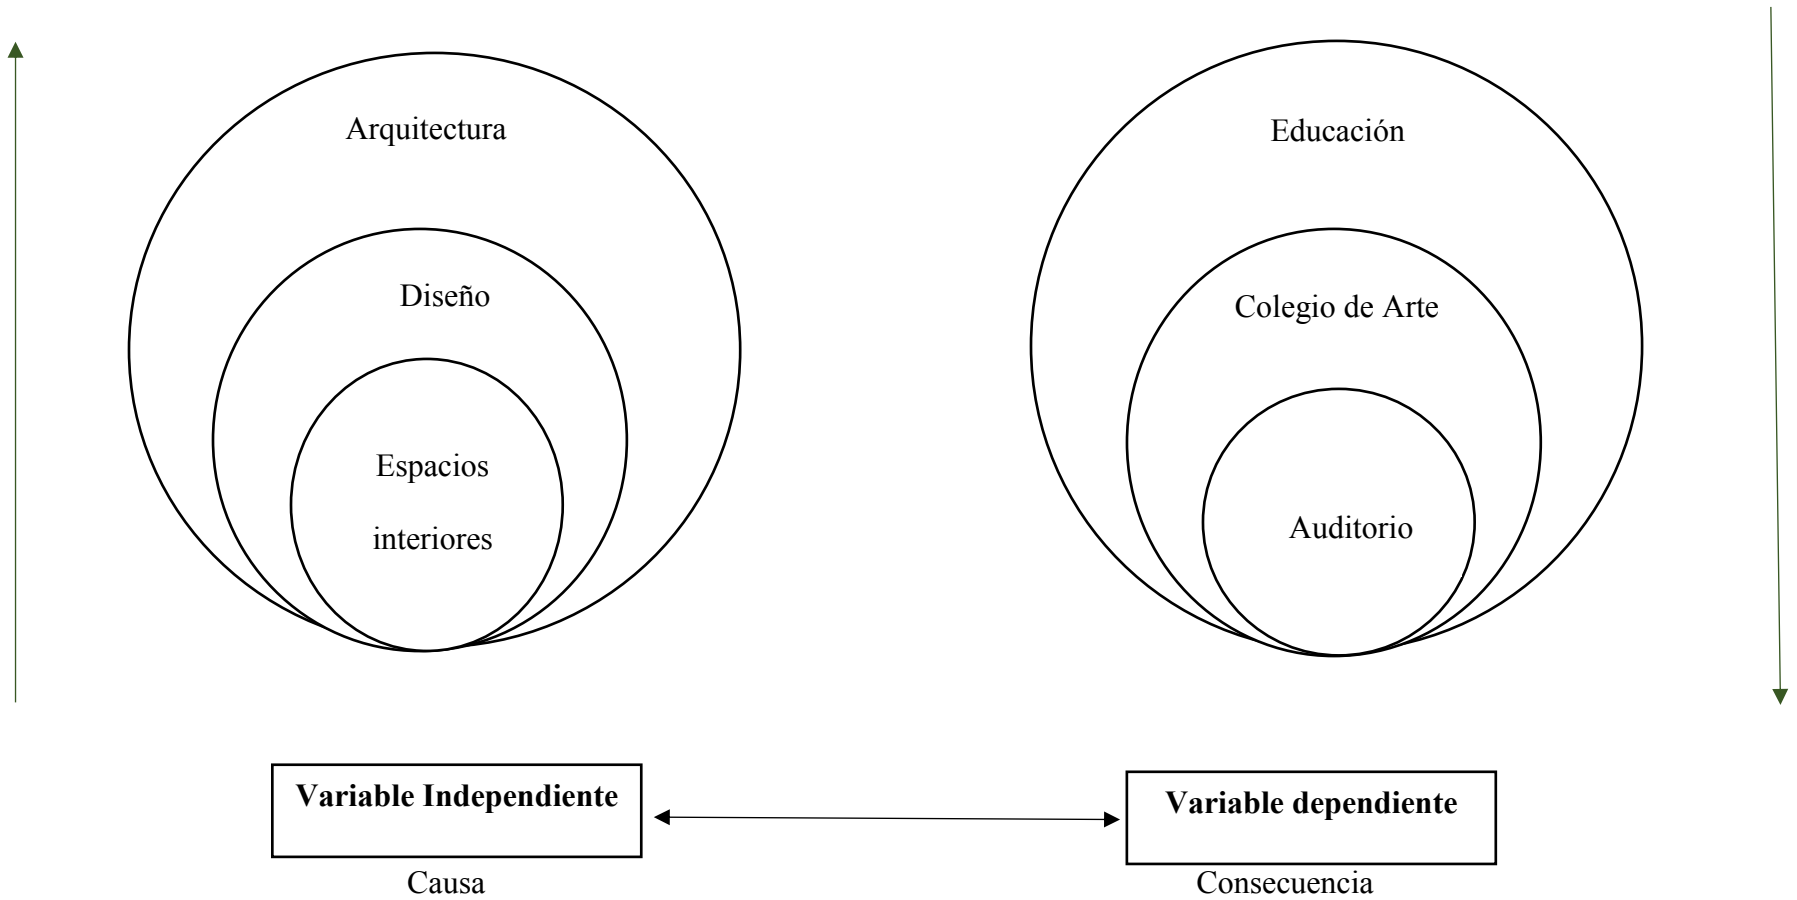 Arquitectura
Diseño
Espacios
interiores
Educación
Colegio de Arte
Auditorio
Variable Independiente
Causa
Variable dependiente
Consecuencia